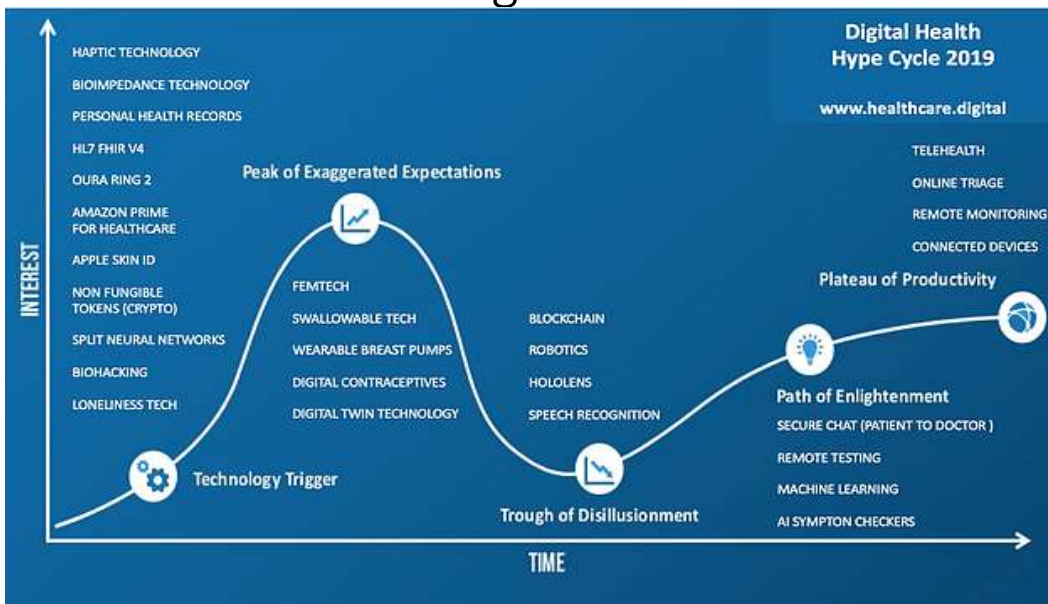 Digital Health
Hype Cycle 2019
www.healthcare.digital
HAPTIC TECHNOLOGY
BIOIMPEDANCE TECHNOLOGY
PERSONAL HEALTH RECORDS
HL7 FHIR V4
OURA RING 2
AMAZON PRIME
FOR HEALTHCARE
APPLE SKIN ID
NON FUNGIBLE
TOKENS (CRYPTO)
SPLIT NEURAL NETWORKS
BIOHACKING
LONELINESS TECH
Technology Trigger
Peak of Exaggerated Expectations
FEMTECH
SWALLOWABLE TECH
WEARABLE BREAST PUMPS
DIGITAL CONTRACEPTIVES
DIGITAL TWIN TECHNOLOGY
BLOCKCHAIN
ROBOTICS
HOLOLENS
SPEECH RECOGNITION
Trough of Disillusionment
TELEHEALTH
ONLINE TRIAGE
REMOTE MONITORING
CONNECTED DEVICES
Plateau of Productivity
Path of Enlightenment
SECURE CHAT (PATIENT TO DOCTOR )
REMOTE TESTING
MACHINE LEARNING
AI SYMPTON CHECKERS
INTEREST
TIME